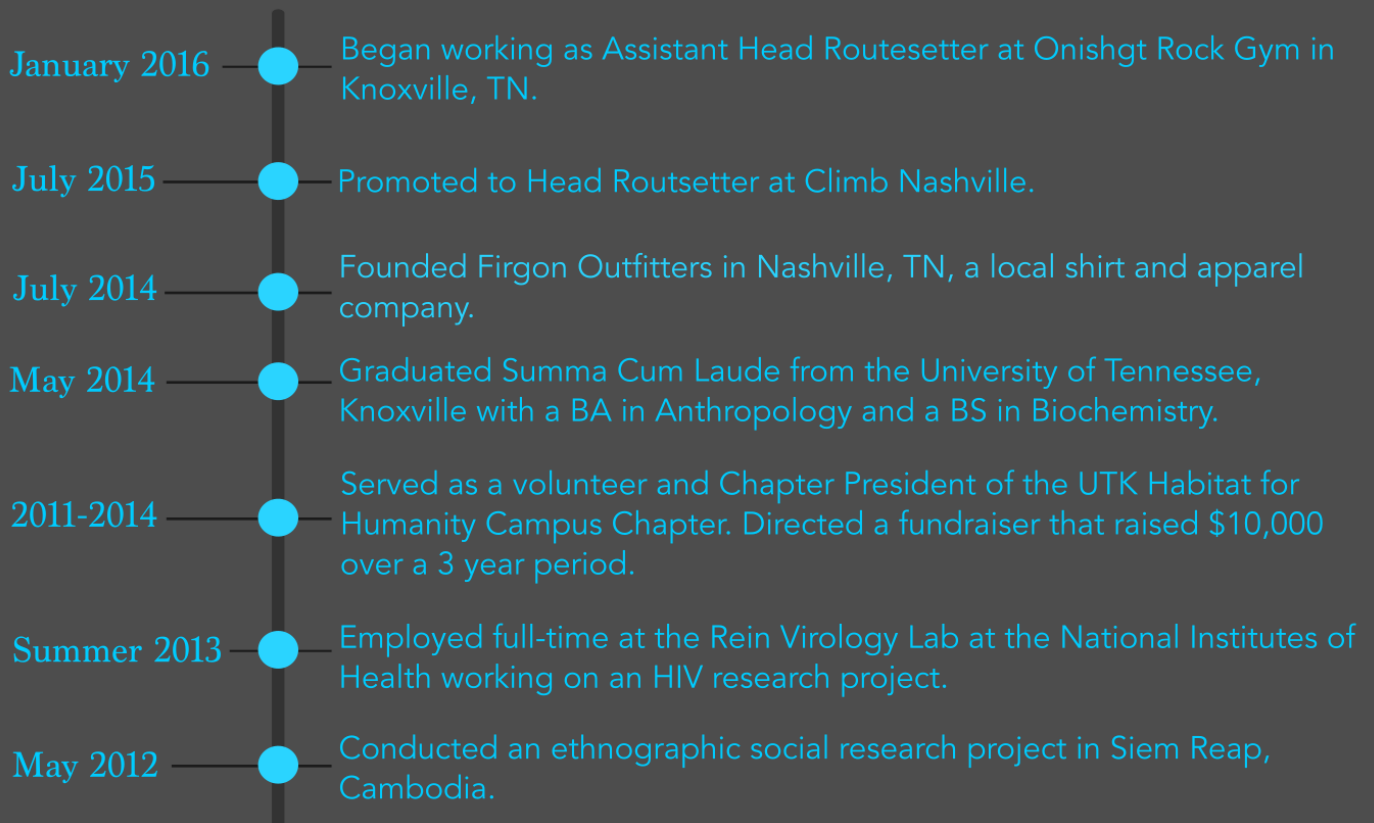 January 2016
Began working as Assistant Head Routesetter at Onishgt Rock Gym in
Knoxville, TN.
July 2015
Promoted to Head Routsetter at Climb Nashville.
July 2014
Founded Firgon Outfitters in Nashville, TN, a local shirt and apparel
company.
May 2014
Graduated Summa Cum Laude from the University of Tennessee,
Knoxville with a BA in Anthropology and a BS in Biochemistry.
2011-2014
Served as a volunteer and Chapter President of the UTK Habitat for
Humanity Campus Chapter. Directed a fundraiser that raised $10,000
over a 3 year period.
Summer 2013
Employed full-time at the Rein Virology Lab at the National Institutes of
Health working on an HIV research project.
May 2012
Conducted an ethnographic social research project in Siem Reap,
Cambodia.